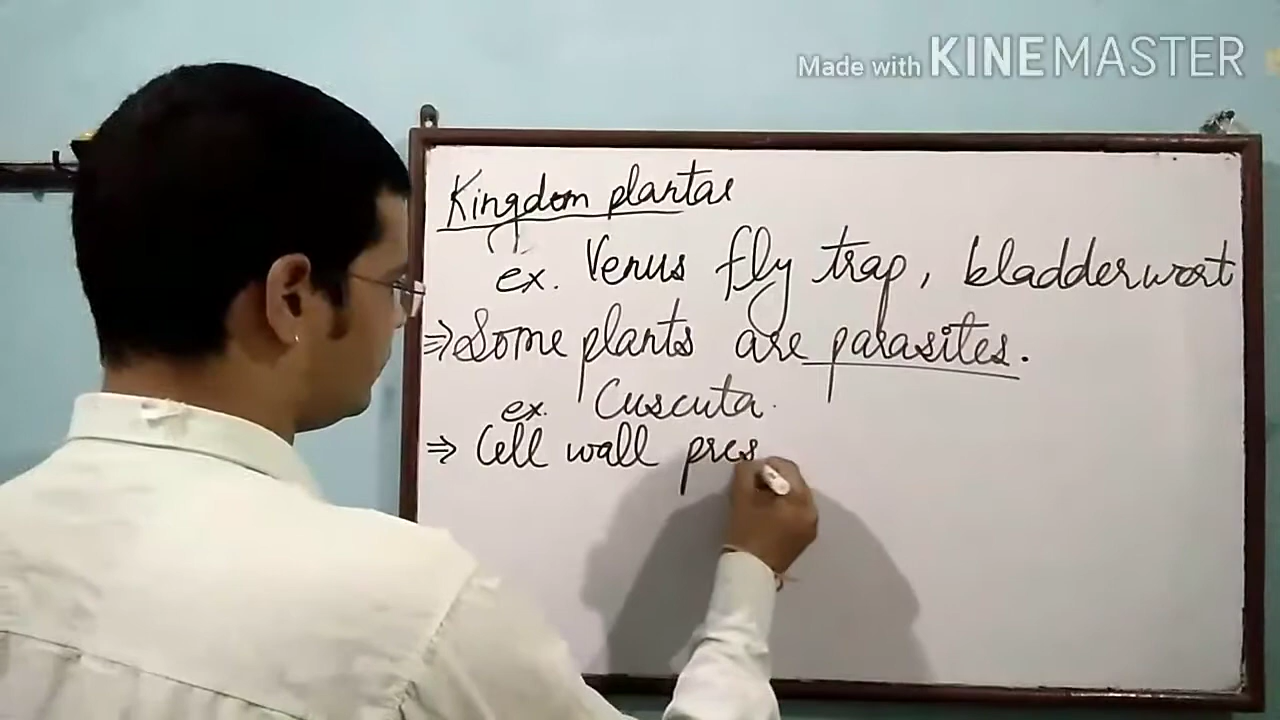 Made with KINEMASTER
Kingdom plantae
ex. Venus fly trap, bladderwort
⇒ Some plants are parasites.
ex. Cuscuta.
⇒ Cell wall pres